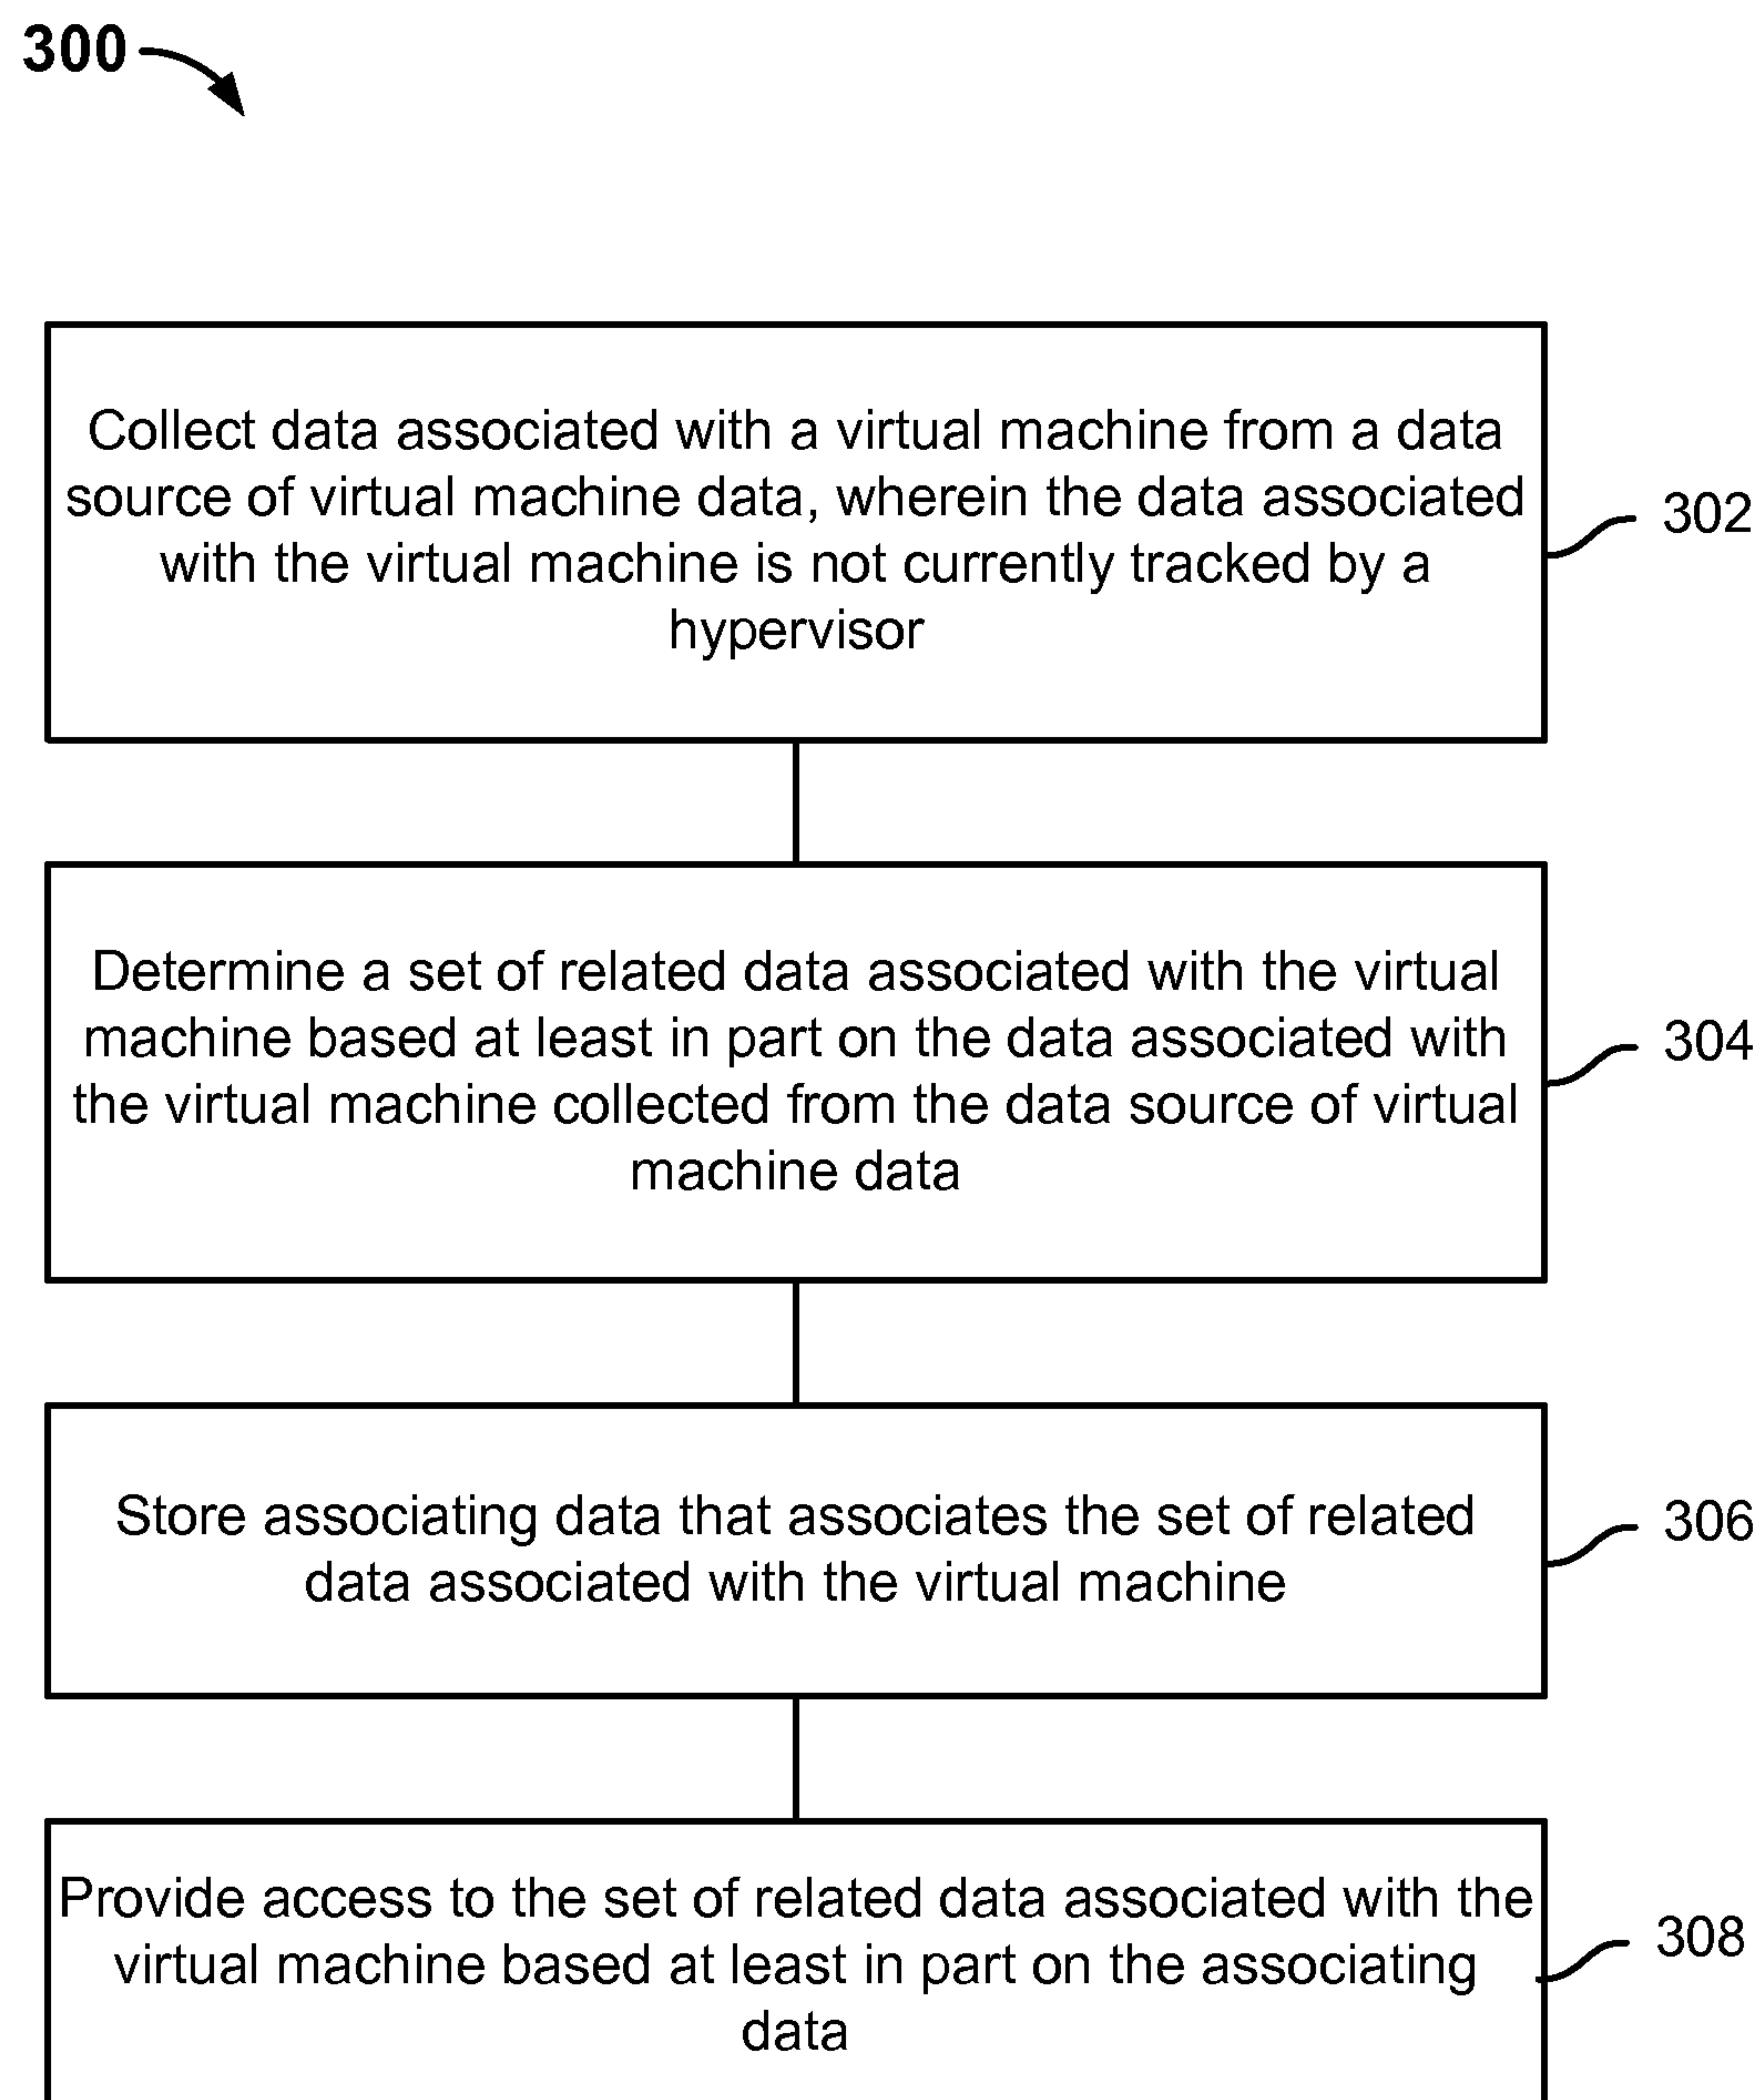 300
Collect data associated with a virtual machine from a data
source of virtual machine data, wherein the data associated
with the virtual machine is not currently tracked by a
hypervisor
302
Determine a set of related data associated with the virtual
machine based at least in part on the data associated with
the virtual machine collected from the data source of virtual
machine data
304
Store associating data that associates the set of related
data associated with the virtual machine
306
Provide access to the set of related data associated with the
virtual machine based at least in part on the associating
data
308